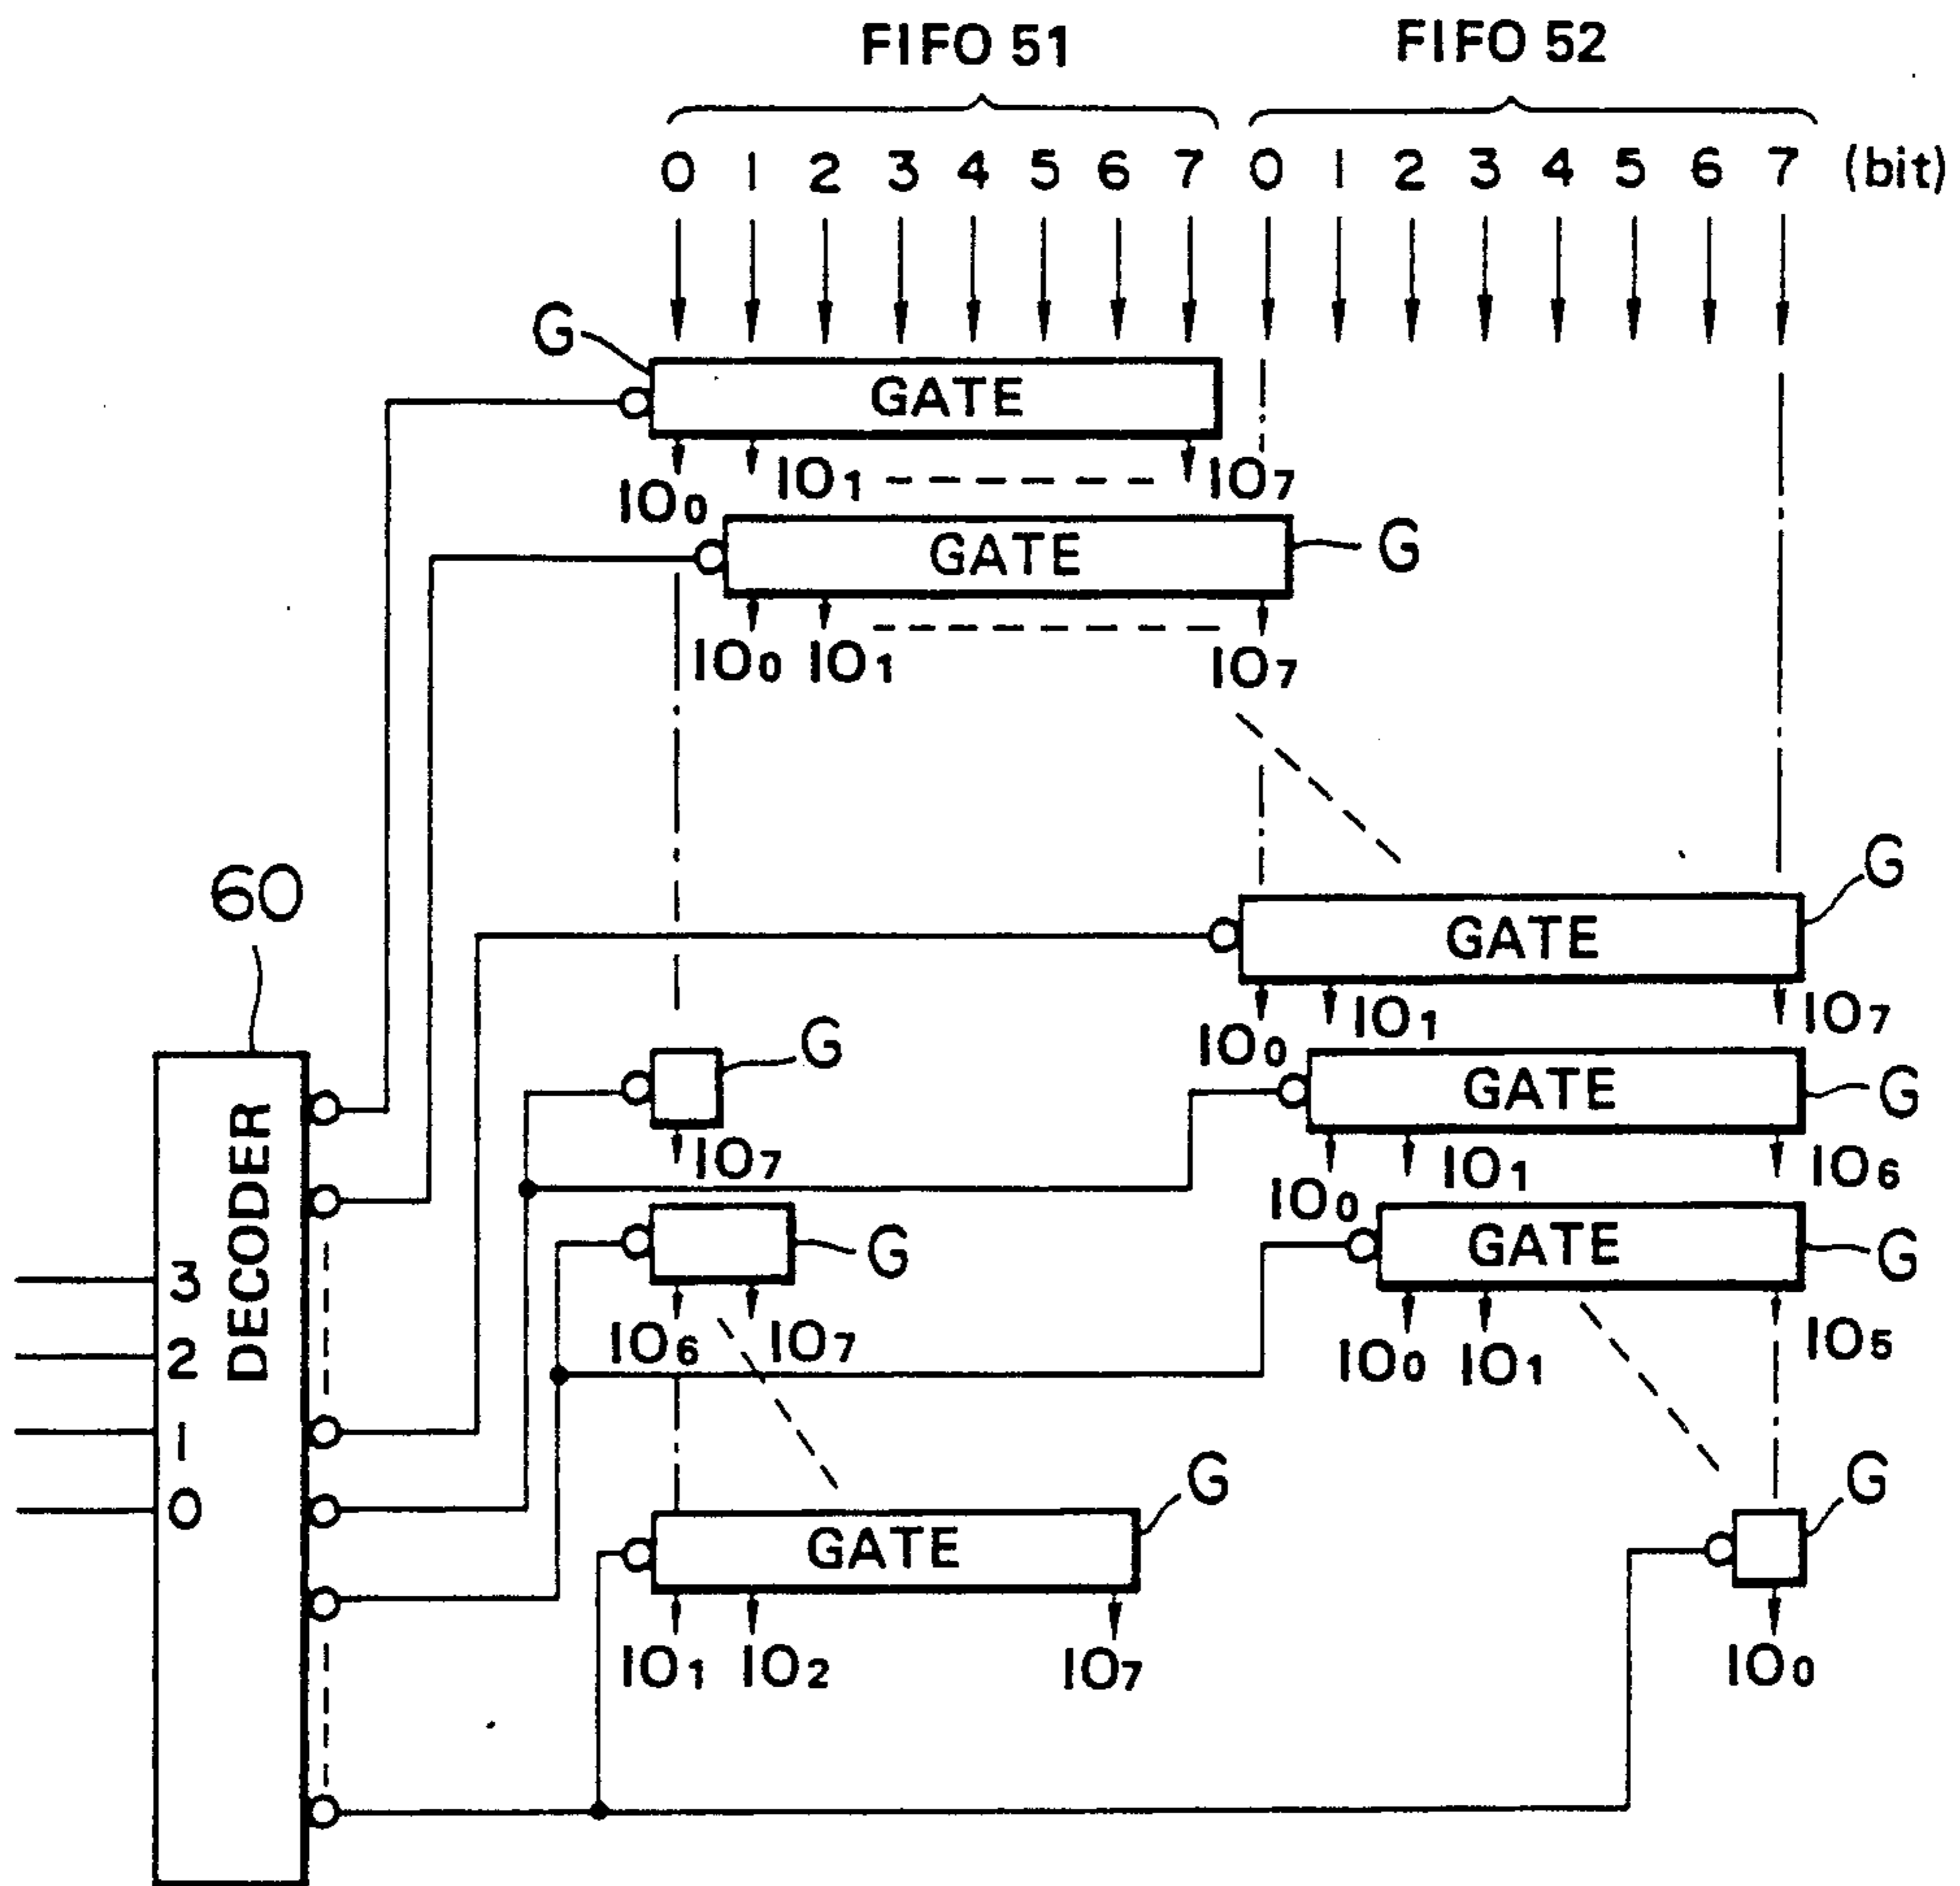 FIFO 51 FIFO 52
0 1 2 3 4 5 6 7 0 1 2 3 4 5 6 7 (bit)
G
GATE
IO0 IO1 IO7
GATE G
IO0 IO1 IO7
60
G
GATE
IO0 IO1 IO7
G
IO7
GATE G
IO0 IO1 IO6
G
IO6 IO7
GATE G
IO0 IO1 IO5
DECODER
3
2
1
0
G
GATE
IO1 IO2 IO7
G
IO0